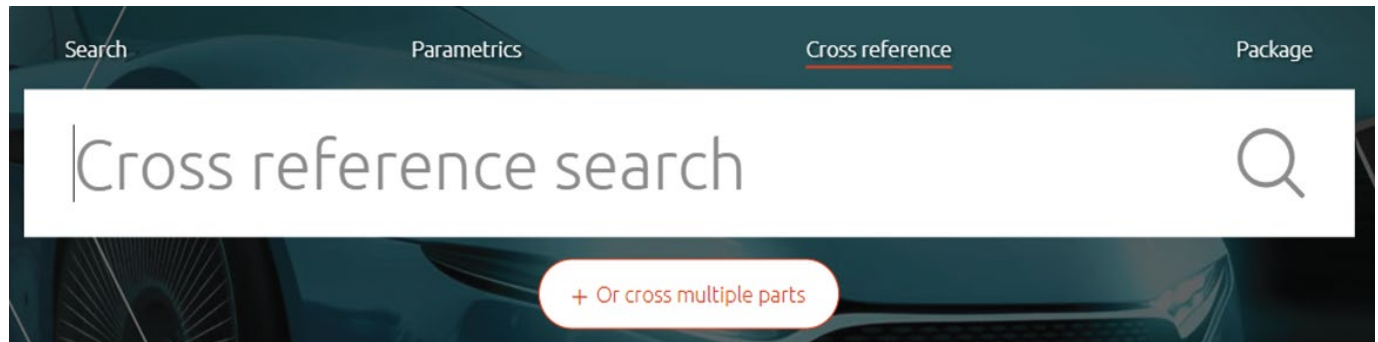 Search Parametrics Cross reference Package
Cross reference search
+ Or cross multiple parts